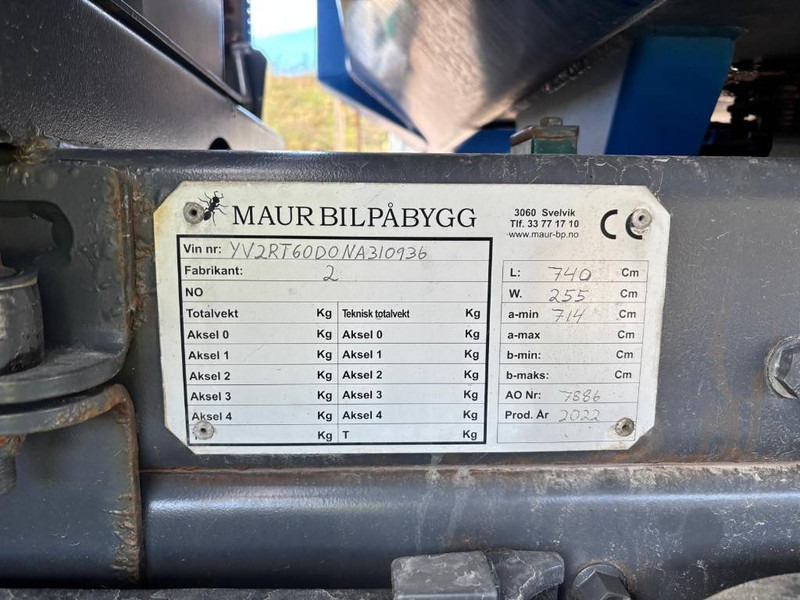 MAUR BILPÅBYGG
3060 Svelvik
Tlf. 33 77 17 10
www.maur-bp.no
CE
Vin nr: YV2RT60D0NA310936
Fabrikant: 2
NO
Totalvekt Kg Teknisk totalvekt Kg
Aksel 0 Kg Aksel 0 Kg
Aksel 1 Kg Aksel 1 Kg
Aksel 2 Kg Aksel 2 Kg
Aksel 3 Kg Aksel 3 Kg
Aksel 4 Kg Aksel 4 Kg
Kg T Kg
L: 740 Cm
W. 255 Cm
a-min 714 Cm
a-max Cm
b-min: Cm
b-maks: Cm
AO Nr: 7886
Prod. År 2022